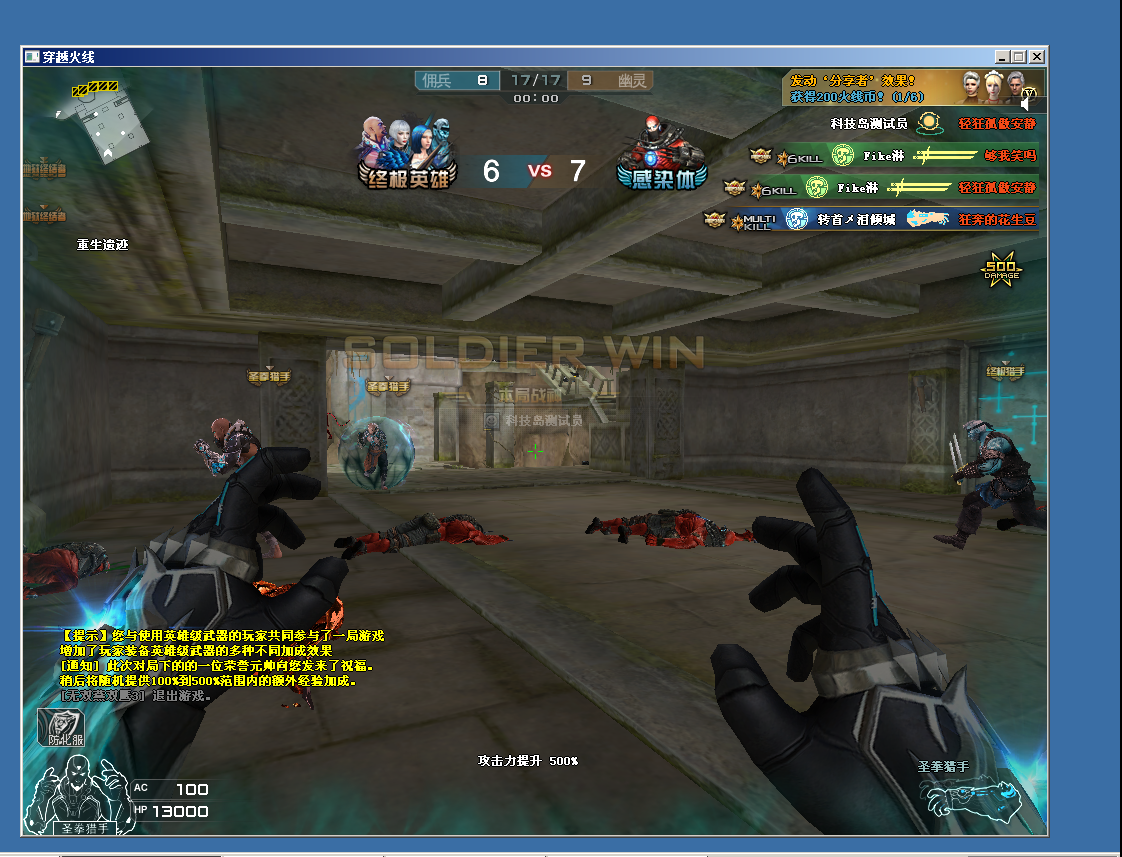 穿越火线
佣兵 8 17/17 9 幽灵
00:00
发动‘分享者’效果!
获得200火线币! (1/6)
终极英雄 6 VS 7 感染体
科技岛测试员 轻狂孤傲安静
6KILL Fike淋 够我笑吗
6KILL Fike淋 轻狂孤傲安静
MULTI KILL 转首〆泪倾城 狂奔的花生豆
重生遗迹
500
DAMAGE
SOLDIER WIN
圣拳猎手
圣拳猎手
终极猎手
科技岛测试员
【提示】您与使用英雄级武器的玩家共同参与了一局游戏
增加了玩家装备英雄级武器的多种不同加成效果
[通知] 此次对局下的的一位荣誉元帅向您发来了祝福。
稍后将随机提供100%到500%范围内的额外经验加成。
退出游戏。
防化服
攻击力提升 500%
圣拳猎手
AC 100
HP 13000
圣拳猎手